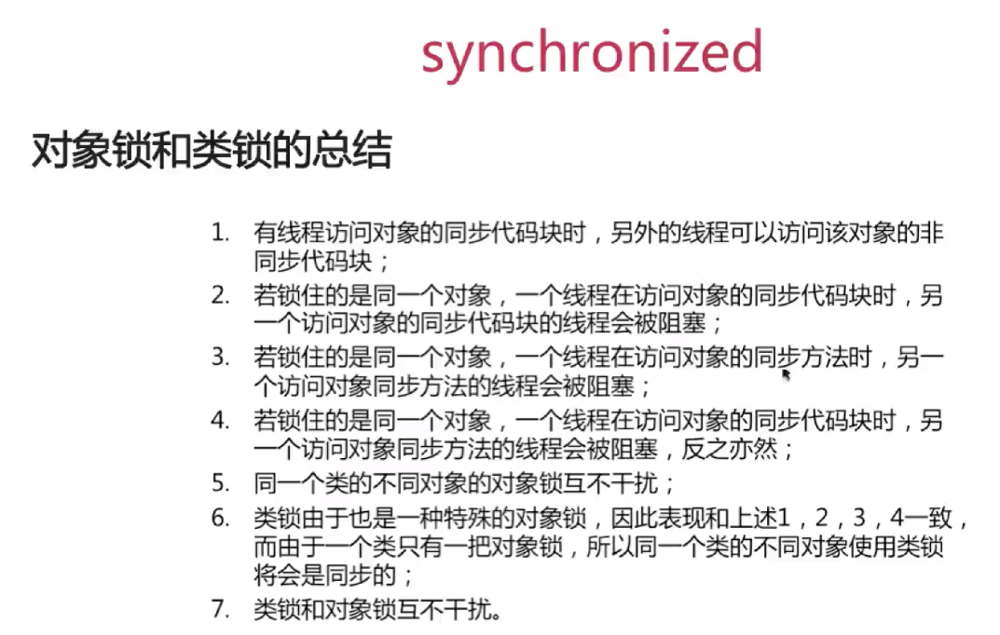 synchronized
对象锁和类锁的总结
1. 有线程访问对象的同步代码块时，另外的线程可以访问该对象的非
同步代码块；
2. 若锁住的是同一个对象，一个线程在访问对象的同步代码块时，另
一个访问对象的同步代码块的线程会被阻塞；
3. 若锁住的是同一个对象，一个线程在访问对象的同步方法时，另一
个访问对象同步方法的线程会被阻塞；
4. 若锁住的是同一个对象，一个线程在访问对象的同步代码块时，另
一个访问对象同步方法的线程会被阻塞，反之亦然；
5. 同一个类的不同对象的对象锁互不干扰；
6. 类锁由于也是一种特殊的对象锁，因此表现和上述1，2，3，4一致，
而由于一个类只有一把对象锁，所以同一个类的不同对象使用类锁
将会是同步的；
7. 类锁和对象锁互不干扰。